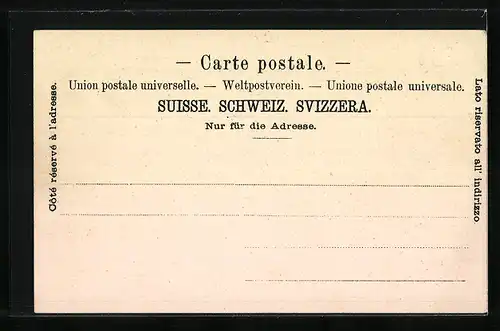 — Carte postale. —
Union postale universelle. — Weltpostverein. — Unione postale universale.
SUISSE. SCHWEIZ. SVIZZERA.
Nur für die Adresse.
Côté réservé à l'adresse.
Lato riservato all' indirizzo